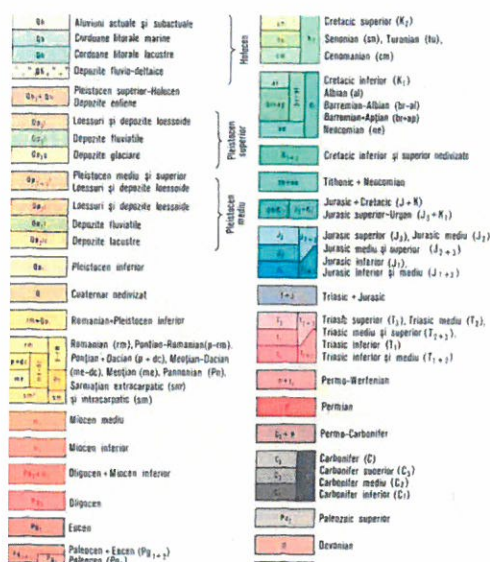 Aluviuni actuale și subactuale
Cordoane litorale marine
Cordoane litorale lacustre
Depozite fluvio-deltaice
Holocen
Pleistocen superior-Holocen
Depozite eoliene
Loessuri și depozite loessoide
Depozite fluviatile
Depozite glaciare
Pleistocen superior
Pleistocen mediu și superior
Loessuri și depozite loessoide
Loessuri și depozite loessoide
Depozite fluviatile
Depozite lacustre
Pleistocen mediu
Pleistocen inferior
Cuaternar nedivizat
Romanian+Pleistocen inferior
Romanian (rm), Ponțian-Romanian(p-rm),
Ponțian+Dacian (p+dc), Meoțian-Dacian
(me-dc), Meoțian (me), Pannonian (Pn),
Sarmațian extracarpatic (sm)
și intracarpatic (sm)
Miocen mediu
Miocen inferior
Oligocen+Miocen inferior
Oligocen
Eocen
Paleocen+Eocen (Pg1+2)
Cretacic superior (K2)
Senonian (sn), Turonian (tu),
Cenomanian (cm)
Cretacic inferior (K1)
Albian (al)
Barremian-Albian (br-al)
Barremian+Apțian (br+ap)
Neocomian (ne)
Cretacic inferior și superior nedivizate
Tithonic+Neocomian
Jurasic+Cretacic (J+K)
Jurasic superior-Urgon (J3+K1)
Jurasic superior (J3), Jurasic mediu (J2)
Jurasic mediu și superior (J2+3)
Jurasic inferior (J1),
Jurasic inferior și mediu (J1+2)
Triasic+Jurasic
Triasic superior (T3), Triasic mediu (T2),
Triasic mediu și superior (T2+3),
Triasic inferior (T1)
Triasic inferior și mediu (T1+2)
Permo-Werfenian
Permian
Permo-Carbonifer
Carbonifer (C)
Carbonifer superior (C3)
Carbonifer mediu (C2)
Carbonifer inferior (C1)
Paleozoic superior
Devonian